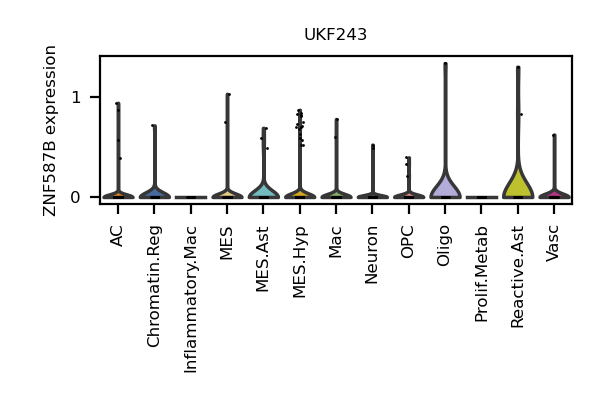 UKF243
ZNF587B expression
1
0
AC
Chromatin.Reg
Inflammatory.Mac
MES
MES.Ast
MES.Hyp
Mac
Neuron
OPC
Oligo
Prolif.Metab
Reactive.Ast
Vasc